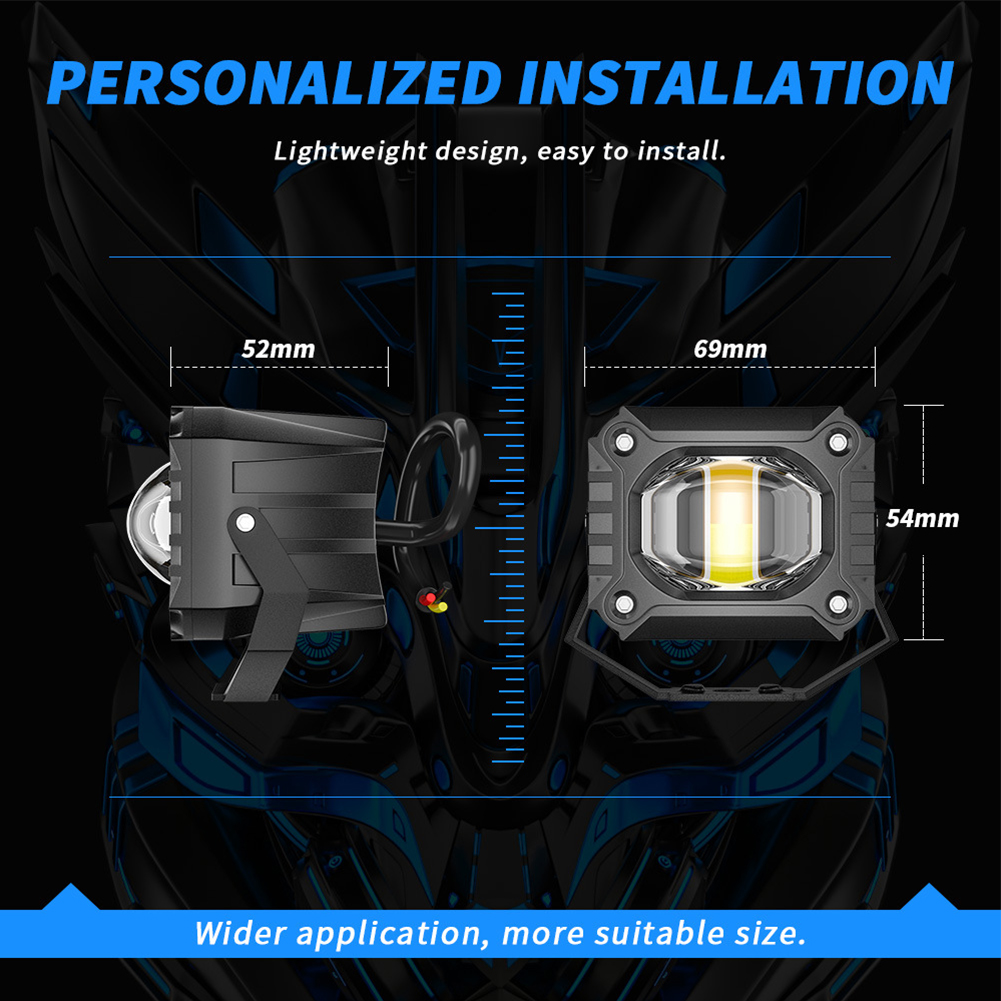 PERSONALIZED INSTALLATION
Lightweight design, easy to install.
52mm
69mm
54mm
Wider application, more suitable size.